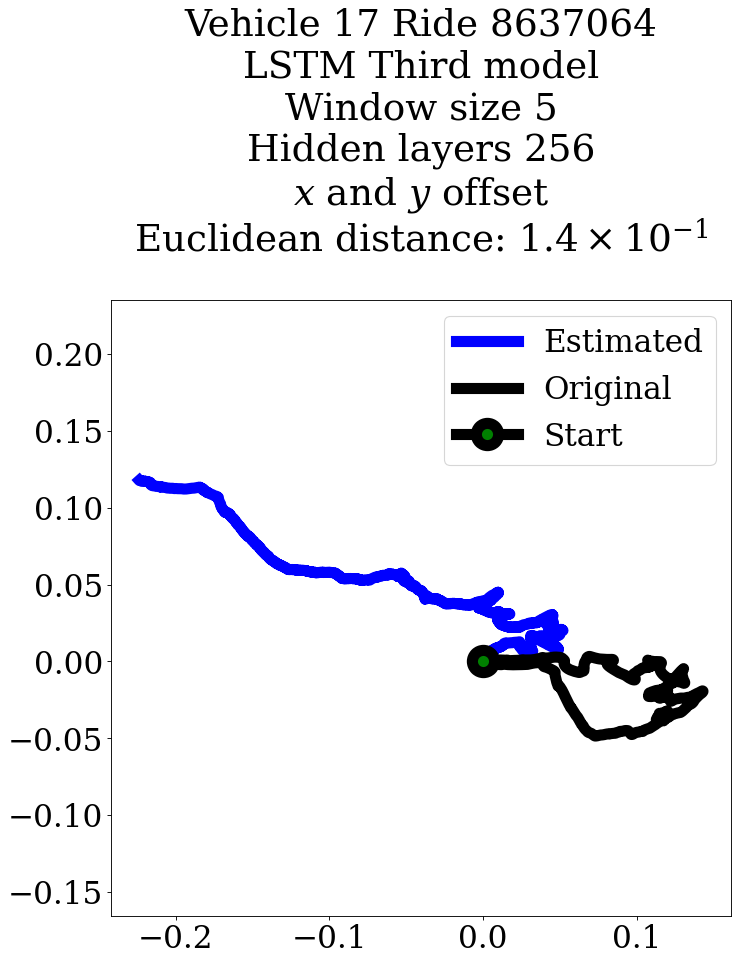 Vehicle 17 Ride 8637064
LSTM Third model
Window size 5
Hidden layers 256
x and y offset
Euclidean distance: 1.4 × 10⁻¹
Estimated
Original
Start
0.20
0.15
0.10
0.05
0.00
−0.05
−0.10
−0.15
−0.2 −0.1 0.0 0.1